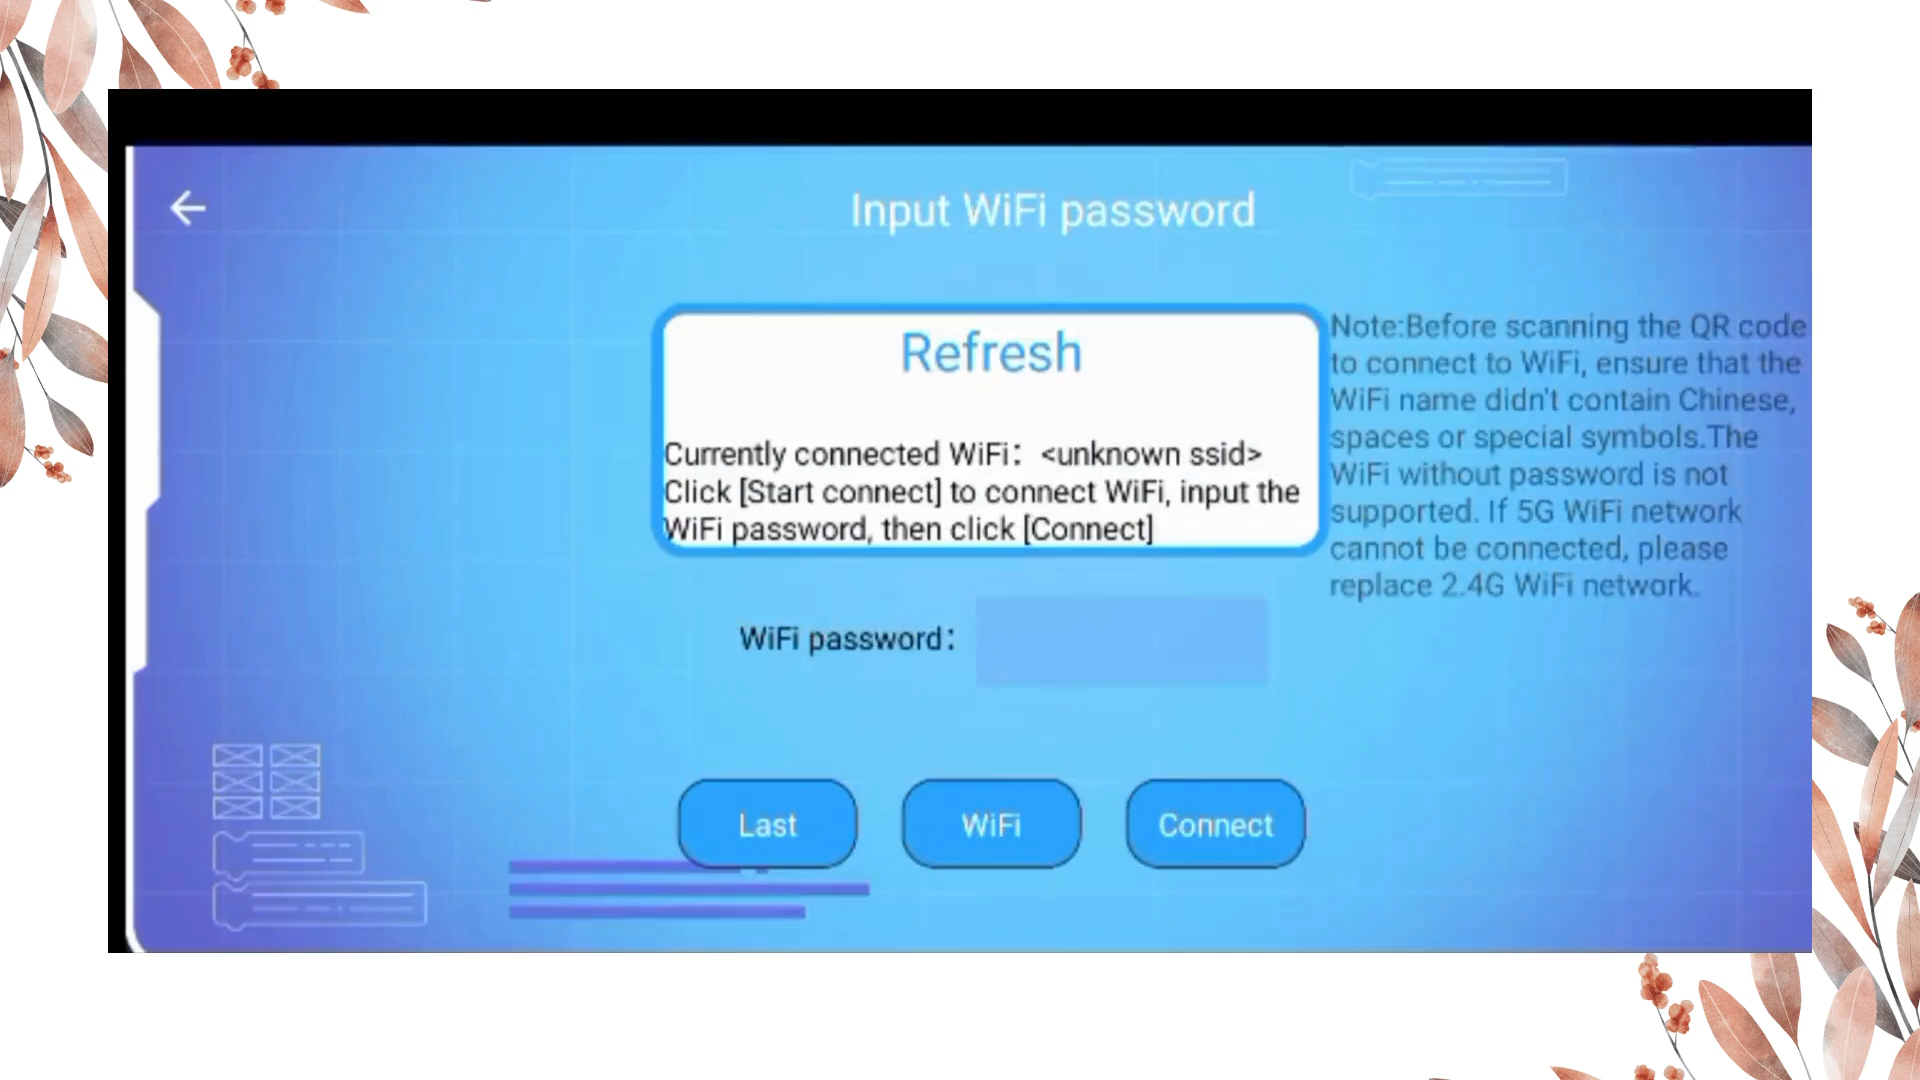 Input WiFi password
Refresh
Currently connected WiFi：<unknown ssid>
Click [Start connect] to connect WiFi, input the
WiFi password, then click [Connect]
Note:Before scanning the QR code
to connect to WiFi, ensure that the
WiFi name didn't contain Chinese,
spaces or special symbols.The
WiFi without password is not
supported. If 5G WiFi network
cannot be connected, please
replace 2.4G WiFi network.
WiFi password：
Last
WiFi
Connect